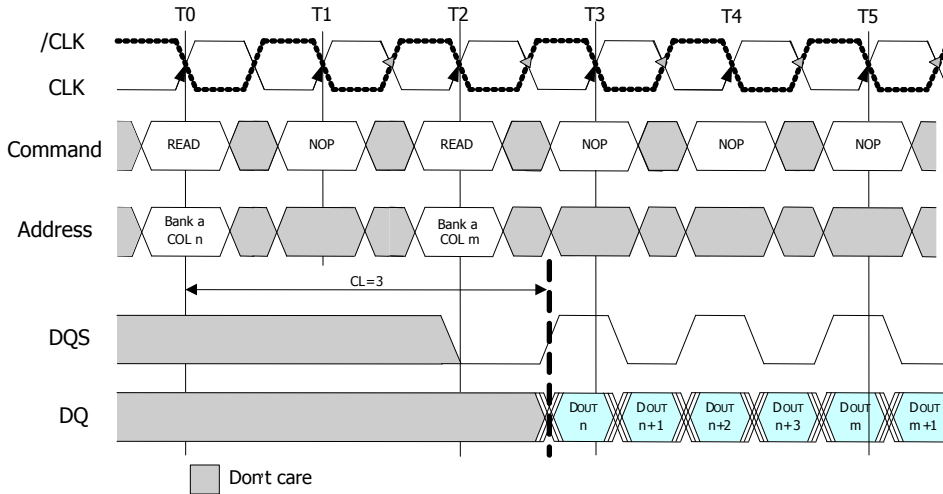 T0 T1 T2 T3 T4 T5
/CLK
CLK
Command READ NOP READ NOP NOP NOP
Address Bank a COL n Bank a COL m
CL=3
DQS
DQ DOUT n DOUT n+1 DOUT n+2 DOUT n+3 DOUT m DOUT m+1
Don't care